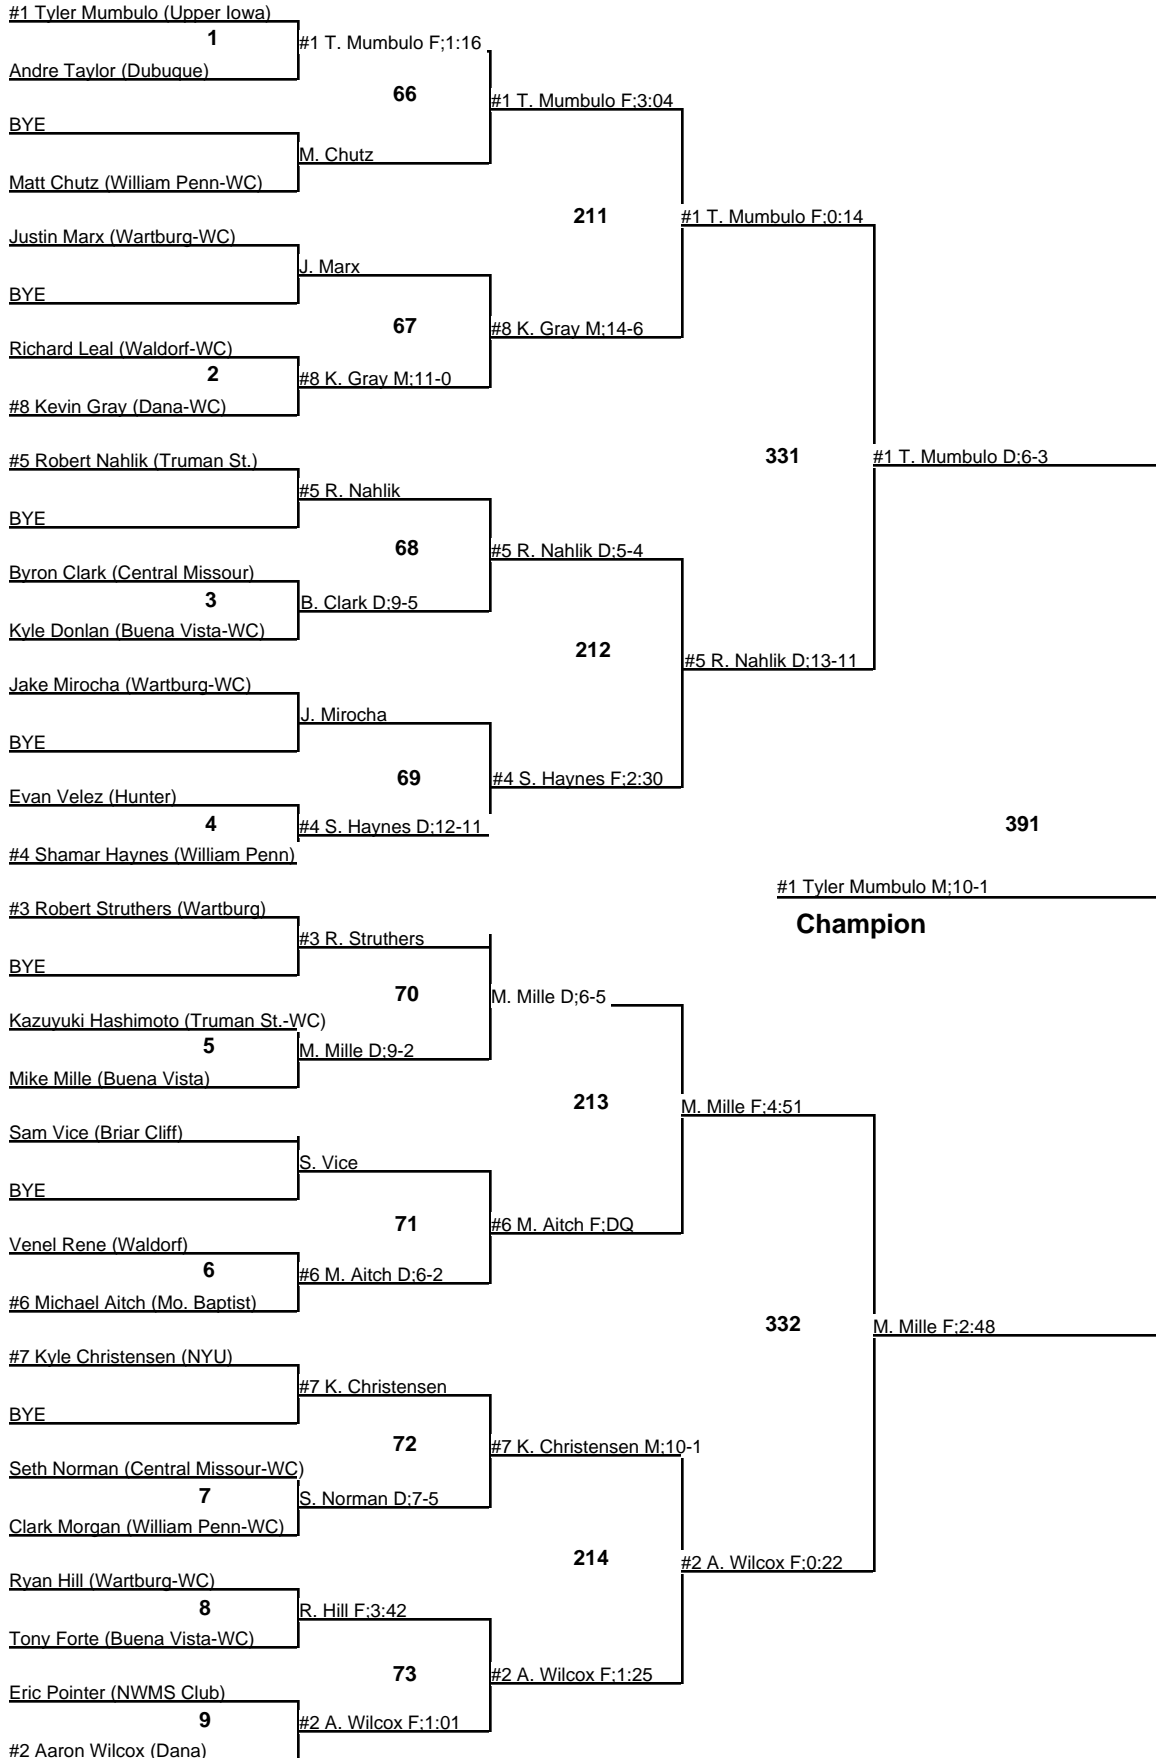 #1 Tyler Mumbulo (Upper Iowa)
1
#1 T. Mumbulo F;1:16
Andre Taylor (Dubuque)
66
#1 T. Mumbulo F;3:04
BYE
M. Chutz
Matt Chutz (William Penn-WC)
211
#1 T. Mumbulo F;0:14
Justin Marx (Wartburg-WC)
J. Marx
BYE
67
#8 K. Gray M;14-6
Richard Leal (Waldorf-WC)
2
#8 K. Gray M;11-0
#8 Kevin Gray (Dana-WC)
331
#1 T. Mumbulo D;6-3
#5 Robert Nahlik (Truman St.)
#5 R. Nahlik
BYE
68
#5 R. Nahlik D;5-4
Byron Clark (Central Missour)
3
B. Clark D;9-5
Kyle Donlan (Buena Vista-WC)
212
#5 R. Nahlik D;13-11
Jake Mirocha (Wartburg-WC)
J. Mirocha
BYE
69
#4 S. Haynes F;2:30
Evan Velez (Hunter)
4
#4 S. Haynes D;12-11
391
#4 Shamar Haynes (William Penn)
#1 Tyler Mumbulo M;10-1
Champion
#3 Robert Struthers (Wartburg)
#3 R. Struthers
BYE
70
M. Mille D;6-5
Kazuyuki Hashimoto (Truman St.-WC)
5
M. Mille D;9-2
Mike Mille (Buena Vista)
213
M. Mille F;4:51
Sam Vice (Briar Cliff)
S. Vice
BYE
71
#6 M. Aitch F;DQ
Venel Rene (Waldorf)
6
#6 M. Aitch D;6-2
#6 Michael Aitch (Mo. Baptist)
332
M. Mille F;2:48
#7 Kyle Christensen (NYU)
#7 K. Christensen
BYE
72
#7 K. Christensen M;10-1
Seth Norman (Central Missour-WC)
7
S. Norman D;7-5
Clark Morgan (William Penn-WC)
214
#2 A. Wilcox F;0:22
Ryan Hill (Wartburg-WC)
8
R. Hill F;3:42
Tony Forte (Buena Vista-WC)
73
#2 A. Wilcox F;1:25
Eric Pointer (NWMS Club)
9
#2 A. Wilcox F;1:01
#2 Aaron Wilcox (Dana)